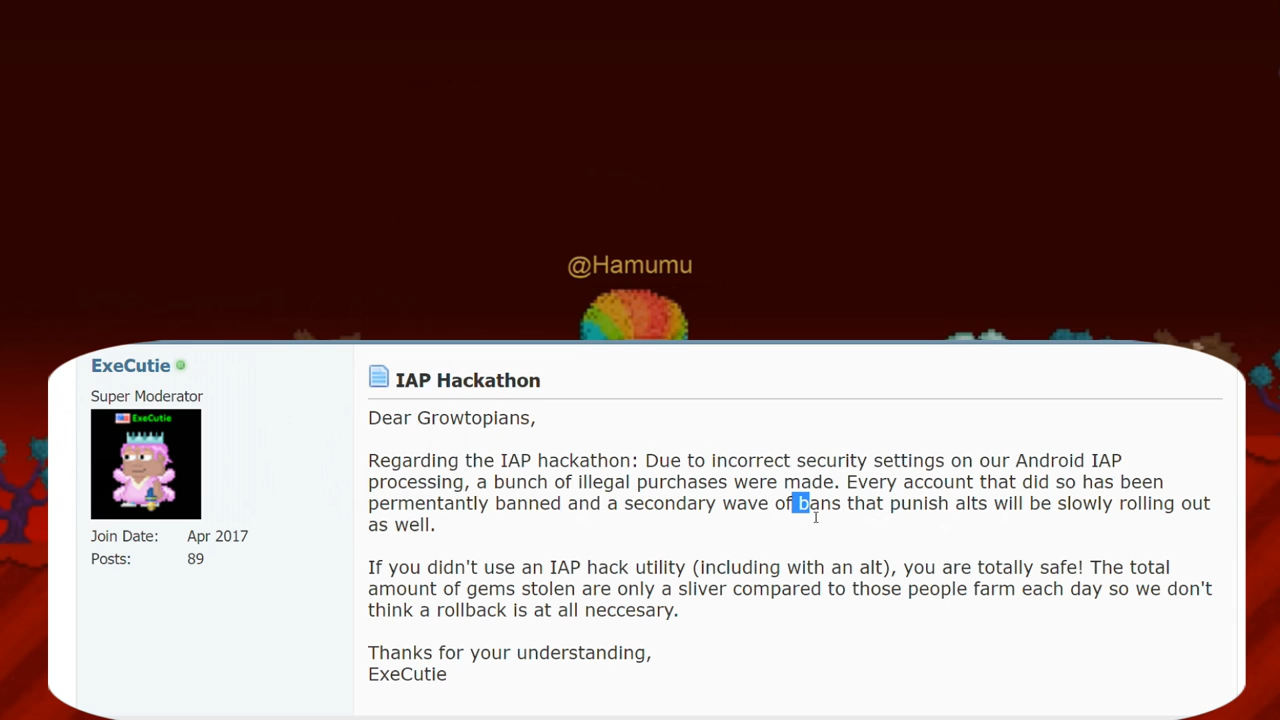 @Hamumu
ExeCutie
Super Moderator
ExeCutie
Join Date: Apr 2017
Posts: 89
IAP Hackathon
Dear Growtopians,
Regarding the IAP hackathon: Due to incorrect security settings on our Android IAP
processing, a bunch of illegal purchases were made. Every account that did so has been
permentantly banned and a secondary wave of bans that punish alts will be slowly rolling out
as well.
If you didn't use an IAP hack utility (including with an alt), you are totally safe! The total
amount of gems stolen are only a sliver compared to those people farm each day so we don't
think a rollback is at all neccesary.
Thanks for your understanding,
ExeCutie